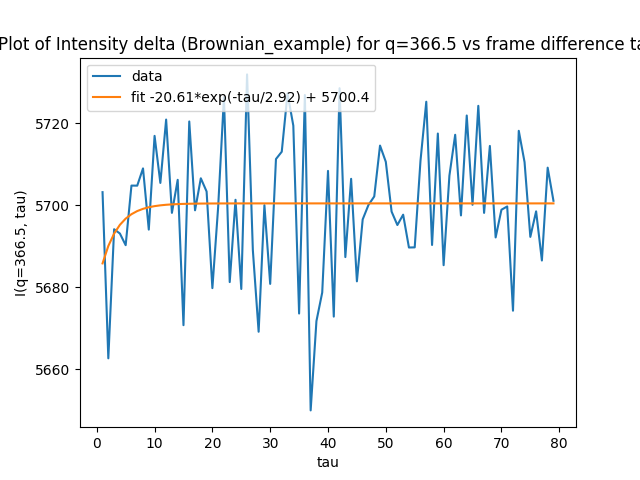 Plot of Intensity delta (Brownian_example) for q=366.5 vs frame difference
data
fit -20.61*exp(-tau/2.92) + 5700.4
I(q=366.5, tau)
5720
5700
5680
5660
0 10 20 30 40 50 60 70 80
tau